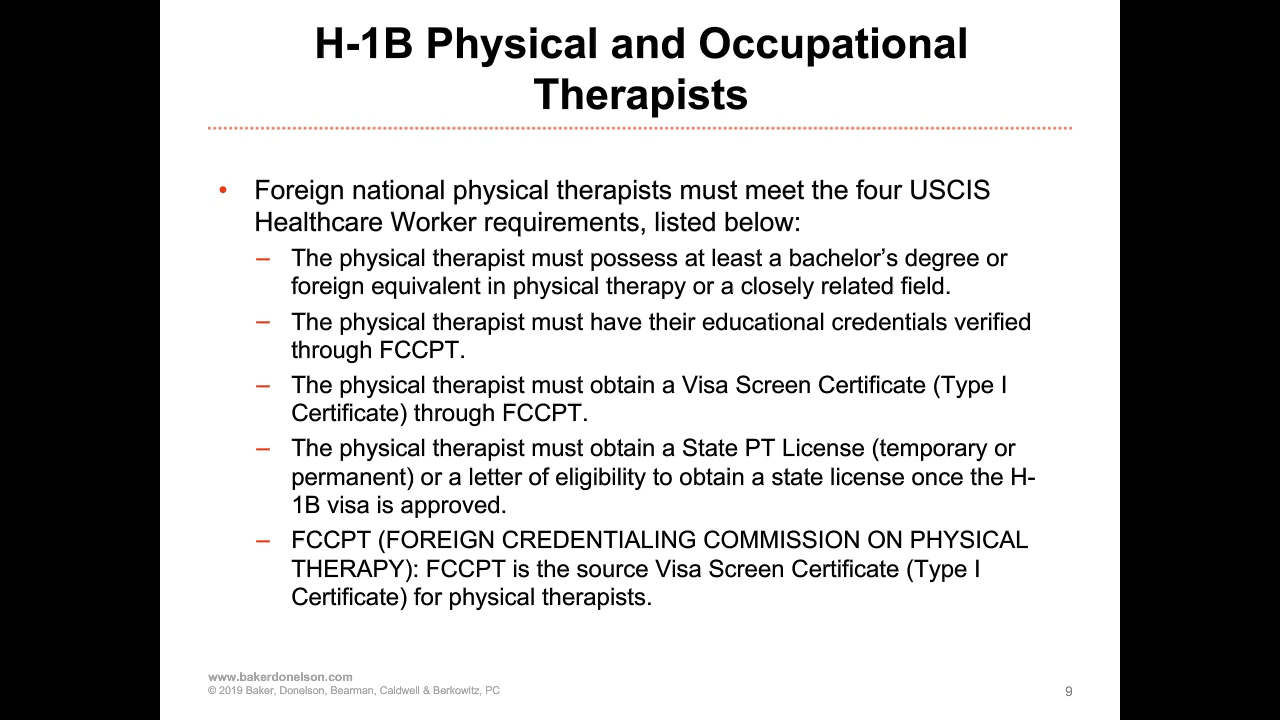 H-1B Physical and Occupational
Therapists
• Foreign national physical therapists must meet the four USCIS
Healthcare Worker requirements, listed below:
– The physical therapist must possess at least a bachelor’s degree or
foreign equivalent in physical therapy or a closely related field.
– The physical therapist must have their educational credentials verified
through FCCPT.
– The physical therapist must obtain a Visa Screen Certificate (Type I
Certificate) through FCCPT.
– The physical therapist must obtain a State PT License (temporary or
permanent) or a letter of eligibility to obtain a state license once the H-
1B visa is approved.
– FCCPT (FOREIGN CREDENTIALING COMMISSION ON PHYSICAL
THERAPY): FCCPT is the source Visa Screen Certificate (Type I
Certificate) for physical therapists.
www.bakerdonelson.com
© 2019 Baker, Donelson, Bearman, Caldwell & Berkowitz, PC
9